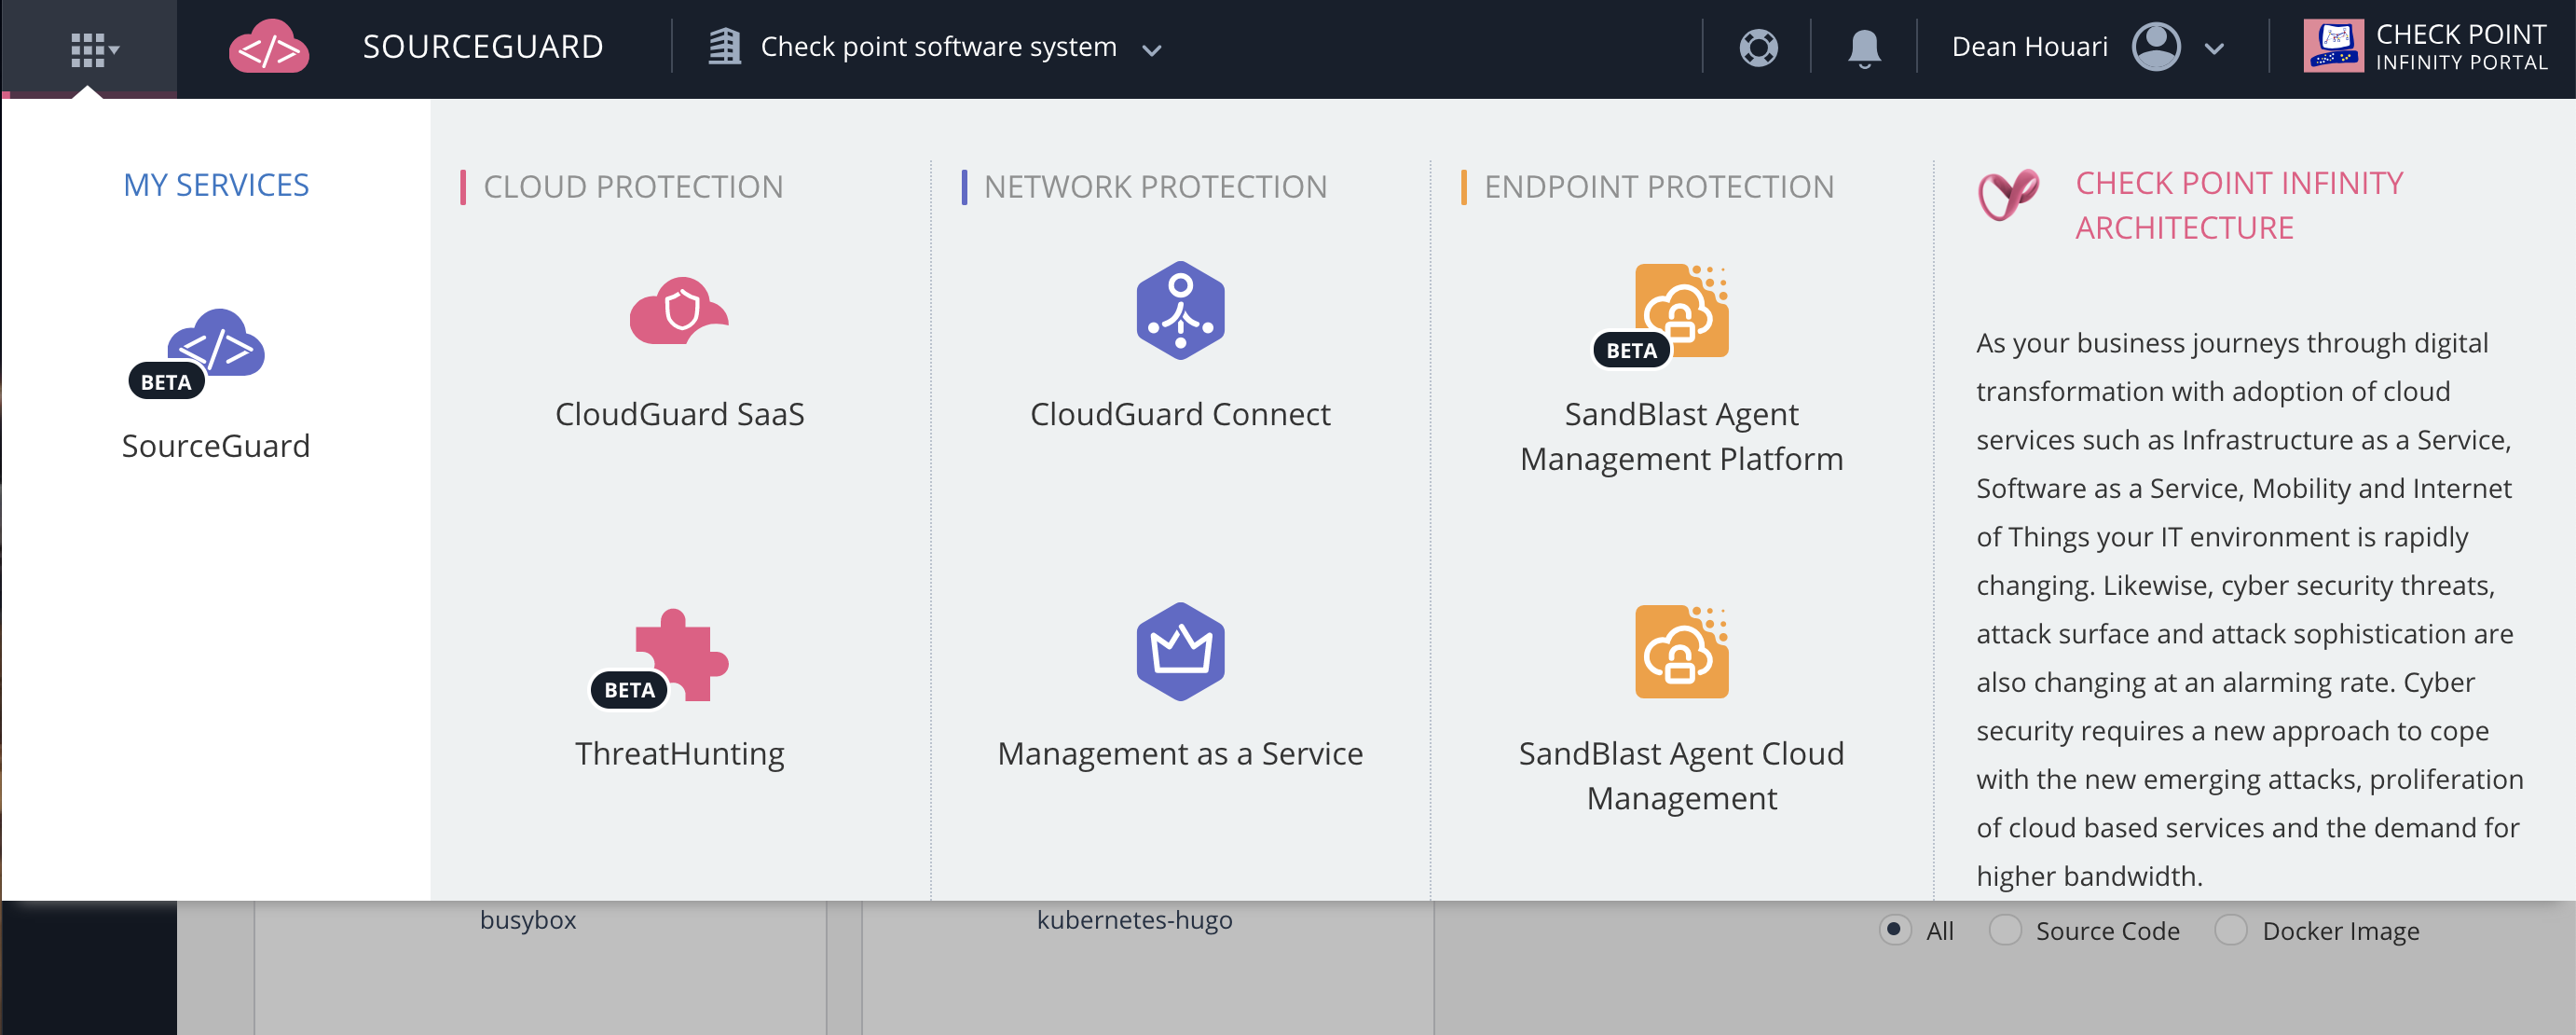 SOURCEGUARD
Check point software system
Dean Houari
CHECK POINT
INFINITY PORTAL
MY SERVICES
BETA
SourceGuard
CLOUD PROTECTION
CloudGuard SaaS
BETA
ThreatHunting
NETWORK PROTECTION
CloudGuard Connect
Management as a Service
ENDPOINT PROTECTION
BETA
SandBlast Agent
Management Platform
SandBlast Agent Cloud
Management
CHECK POINT INFINITY
ARCHITECTURE
As your business journeys through digital
transformation with adoption of cloud
services such as Infrastructure as a Service,
Software as a Service, Mobility and Internet
of Things your IT environment is rapidly
changing. Likewise, cyber security threats,
attack surface and attack sophistication are
also changing at an alarming rate. Cyber
security requires a new approach to cope
with the new emerging attacks, proliferation
of cloud based services and the demand for
higher bandwidth.
busybox
kubernetes-hugo
All
Source Code
Docker Image